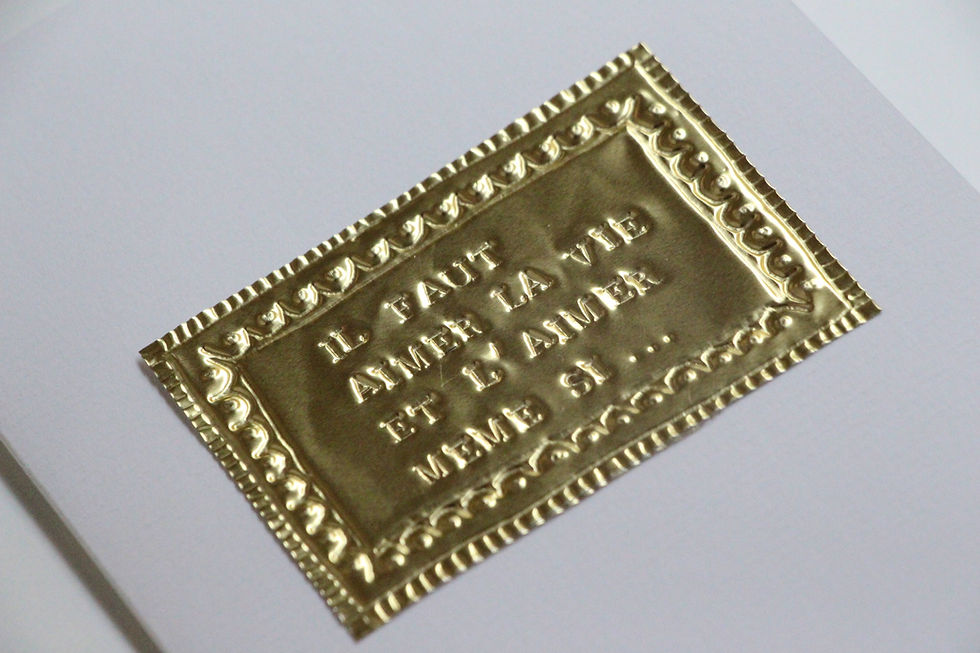 IL FAUT
AIMER LA VIE
ET L'AIMER
MEME SI...